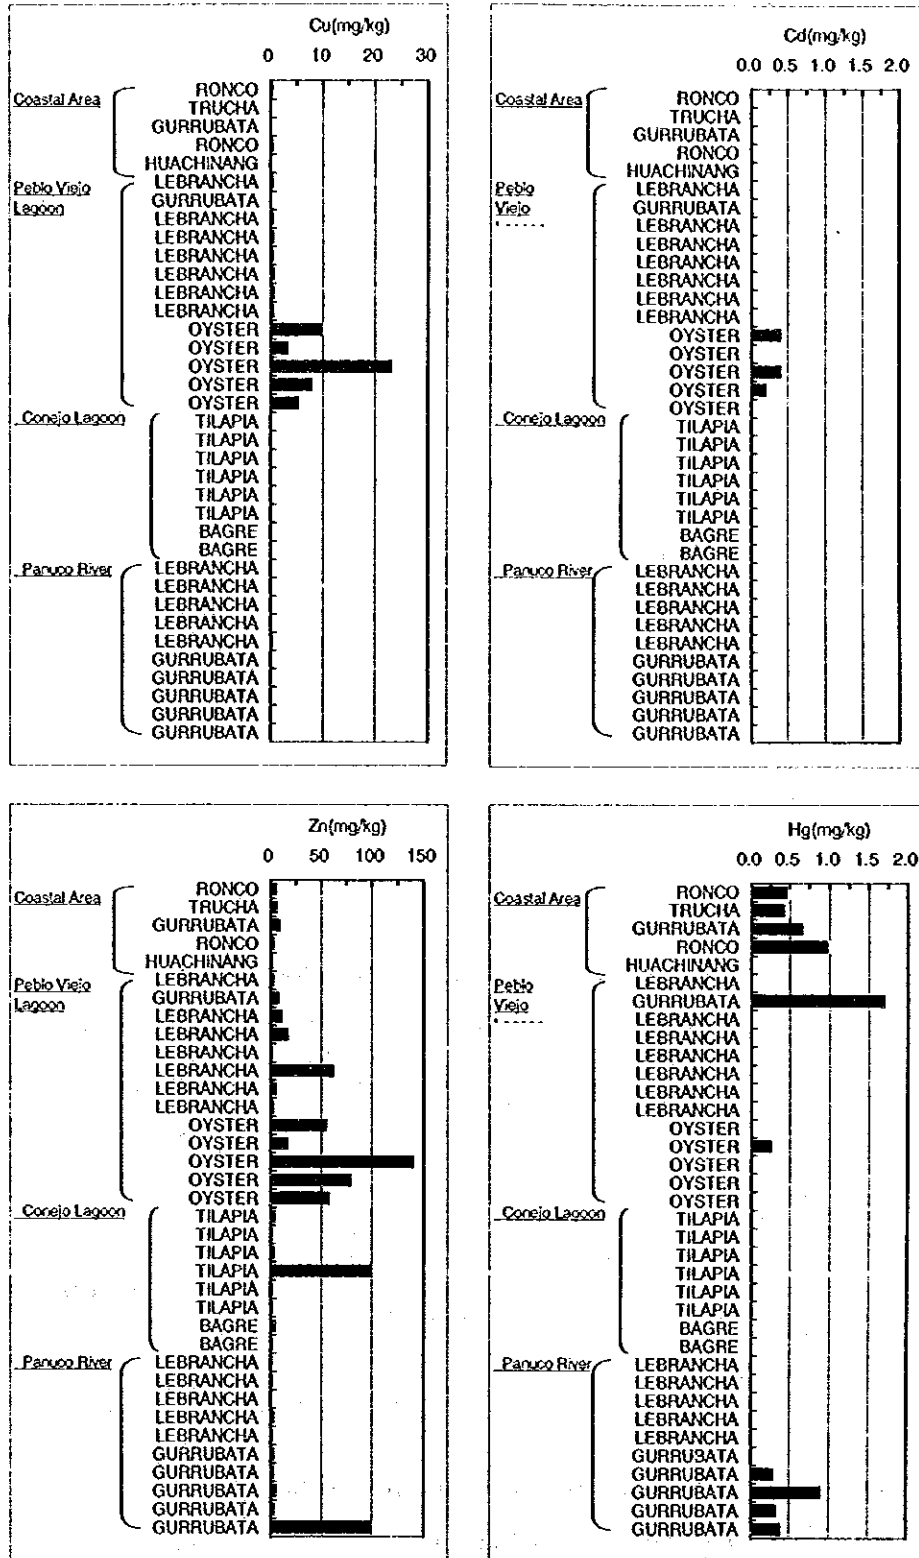 Cu(mg/kg)
0 10 20 30
Coastal Area
RONCO
TRUCHA
GURRUBATA
RONCO
HUACHINANG
Peblo Viejo
Lagoon
LEBRANCHA
GURRUBATA
LEBRANCHA
LEBRANCHA
LEBRANCHA
LEBRANCHA
LEBRANCHA
LEBRANCHA
OYSTER
OYSTER
OYSTER
OYSTER
OYSTER
Conejo Lagoon
TILAPIA
TILAPIA
TILAPIA
TILAPIA
TILAPIA
TILAPIA
BAGRE
BAGRE
Panuco River
LEBRANCHA
LEBRANCHA
LEBRANCHA
LEBRANCHA
LEBRANCHA
GURRUBATA
GURRUBATA
GURRUBATA
GURRUBATA
GURRUBATA
Cd(mg/kg)
0.0 0.5 1.0 1.5 2.0
Coastal Area
RONCO
TRUCHA
GURRUBATA
RONCO
HUACHINANG
Peblo
Viejo
LEBRANCHA
GURRUBATA
LEBRANCHA
LEBRANCHA
LEBRANCHA
LEBRANCHA
LEBRANCHA
LEBRANCHA
OYSTER
OYSTER
OYSTER
OYSTER
OYSTER
Conejo Lagoon
TILAPIA
TILAPIA
TILAPIA
TILAPIA
TILAPIA
TILAPIA
BAGRE
BAGRE
Panuco River
LEBRANCHA
LEBRANCHA
LEBRANCHA
LEBRANCHA
LEBRANCHA
GURRUBATA
GURRUBATA
GURRUBATA
GURRUBATA
GURRUBATA
Zn(mg/kg)
0 50 100 150
Coastal Area
RONCO
TRUCHA
GURRUBATA
RONCO
HUACHINANG
Peblo Viejo
Lagoon
LEBRANCHA
GURRUBATA
LEBRANCHA
LEBRANCHA
LEBRANCHA
LEBRANCHA
LEBRANCHA
LEBRANCHA
OYSTER
OYSTER
OYSTER
OYSTER
OYSTER
Conejo Lagoon
TILAPIA
TILAPIA
TILAPIA
TILAPIA
TILAPIA
TILAPIA
BAGRE
BAGRE
Panuco River
LEBRANCHA
LEBRANCHA
LEBRANCHA
LEBRANCHA
LEBRANCHA
GURRUBATA
GURRUBATA
GURRUBATA
GURRUBATA
GURRUBATA
Hg(mg/kg)
0.0 0.5 1.0 1.5 2.0
Coastal Area
RONCO
TRUCHA
GURRUBATA
RONCO
HUACHINANG
Peblo
Viejo
LEBRANCHA
GURRUBATA
LEBRANCHA
LEBRANCHA
LEBRANCHA
LEBRANCHA
LEBRANCHA
LEBRANCHA
OYSTER
OYSTER
OYSTER
OYSTER
OYSTER
Conejo Lagoon
TILAPIA
TILAPIA
TILAPIA
TILAPIA
TILAPIA
TILAPIA
BAGRE
BAGRE
Panuco River
LEBRANCHA
LEBRANCHA
LEBRANCHA
LEBRANCHA
LEBRANCHA
GURRUBATA
GURRUBATA
GURRUBATA
GURRUBATA
GURRUBATA